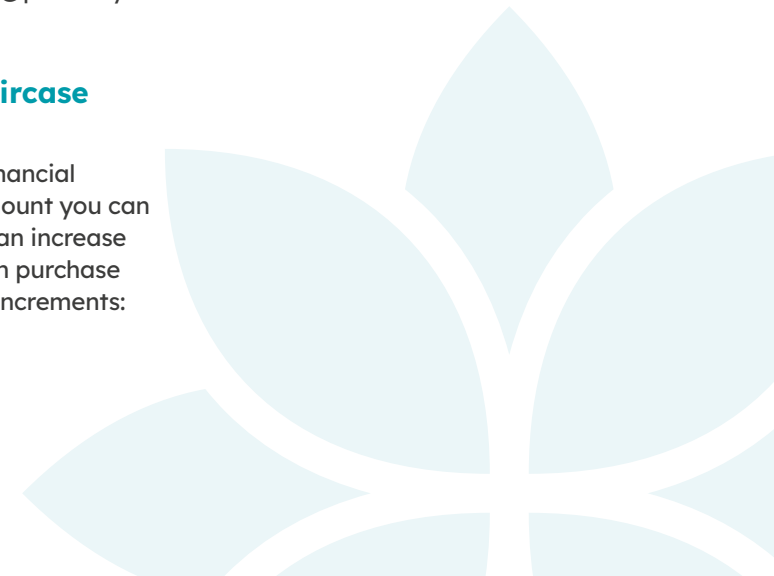 ircase
nancial
ount you can
an increase
n purchase
ncrements: